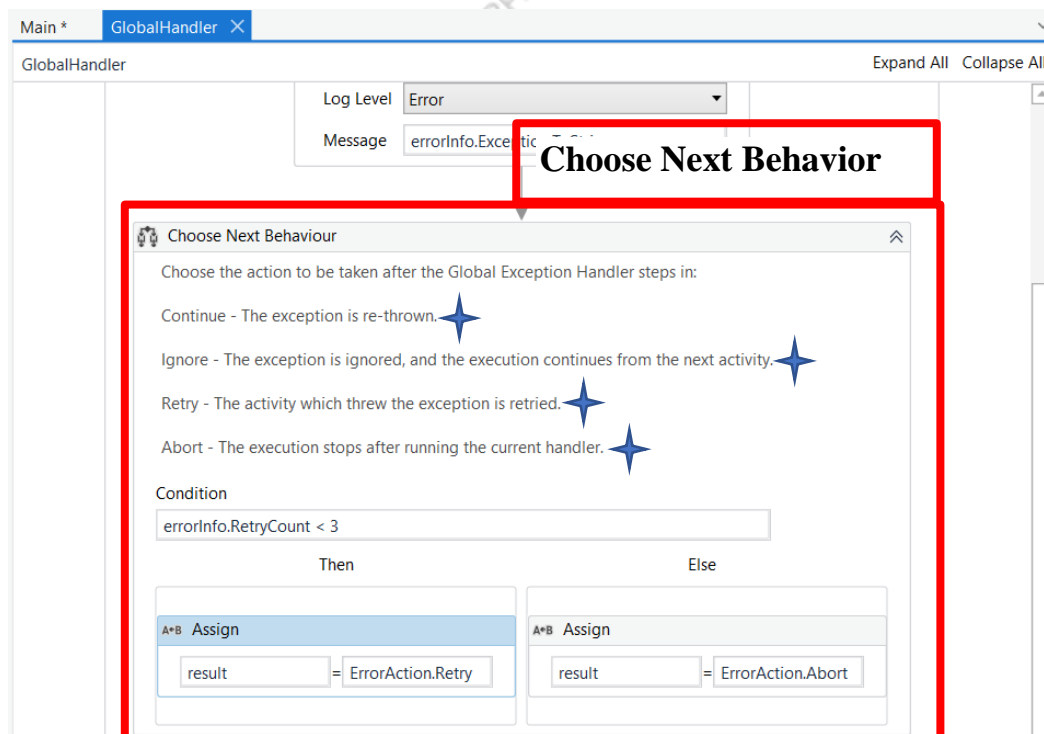 Main * GlobalHandler
GlobalHandler Expand All Collapse All
Log Level Error
Message errorInfo.Exception
Choose Next Behavior
Choose Next Behaviour
Choose the action to be taken after the Global Exception Handler steps in:
Continue - The exception is re-thrown.
Ignore - The exception is ignored, and the execution continues from the next activity.
Retry - The activity which threw the exception is retried.
Abort - The execution stops after running the current handler.
Condition
errorInfo.RetryCount < 3
Then Else
A+B Assign A+B Assign
result = ErrorAction.Retry result = ErrorAction.Abort